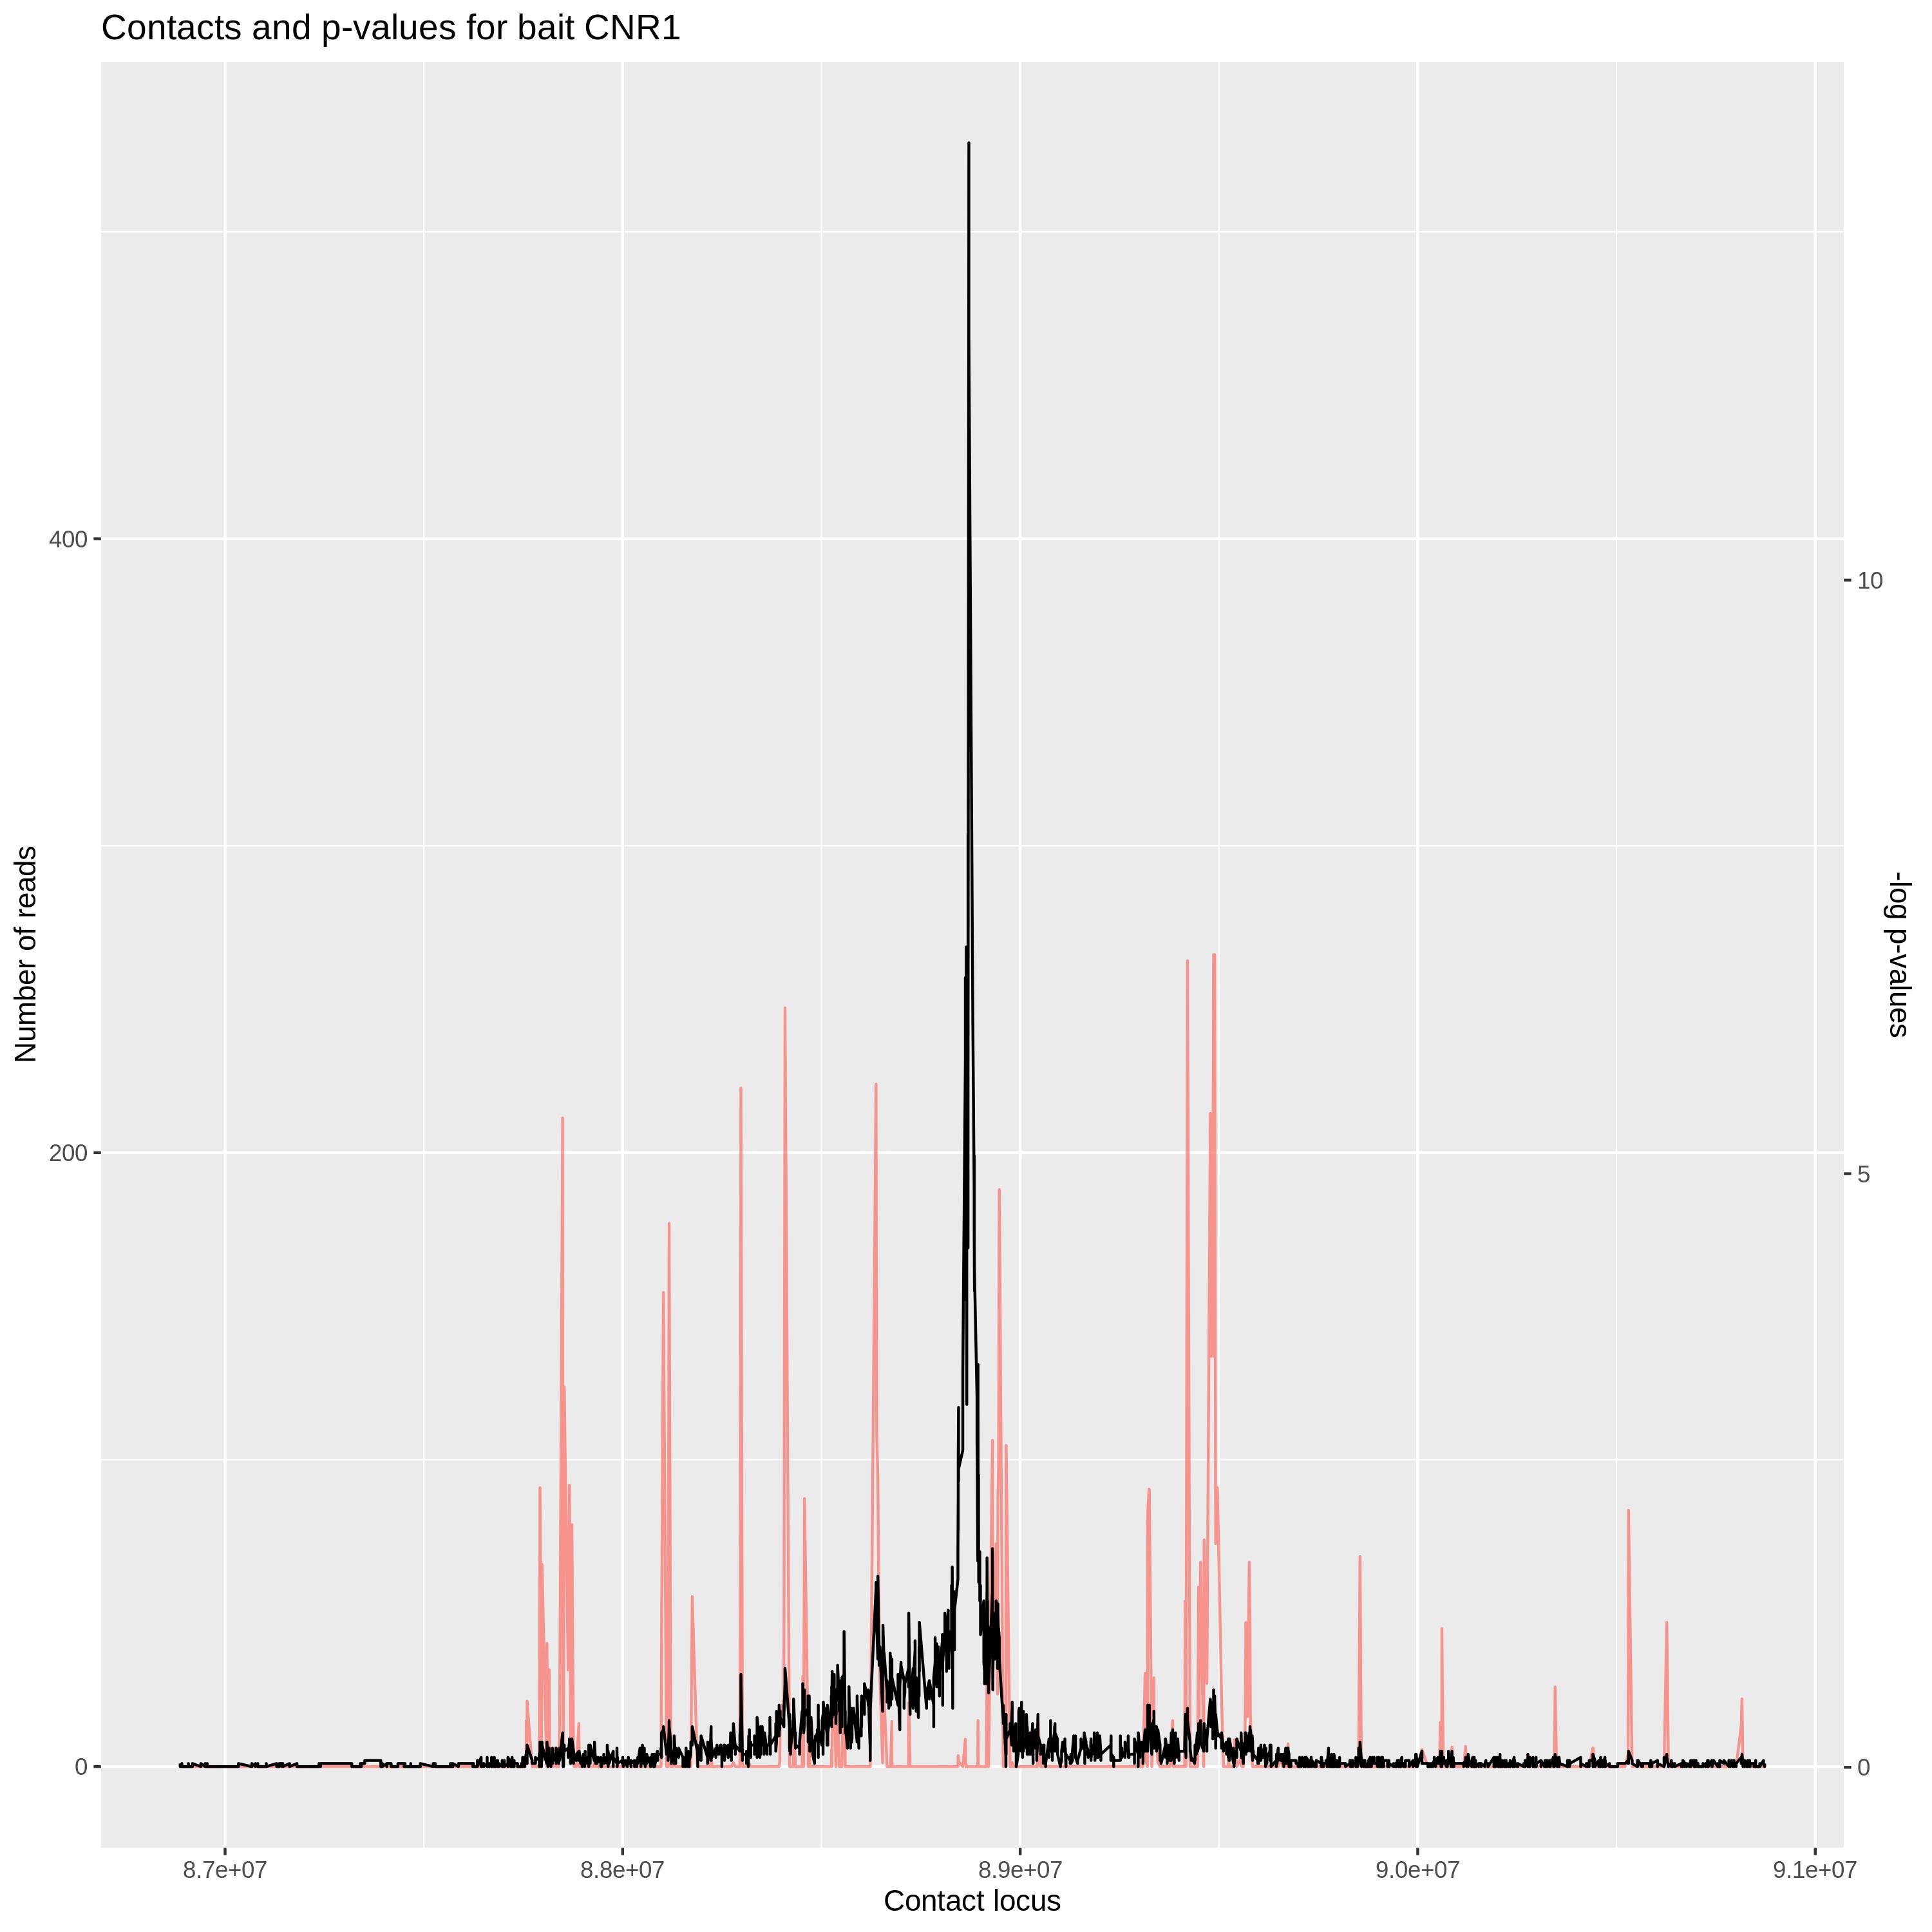 Contacts and p-values for bait CNR1
Number of reads
400
200
0
10
5
0
-log p-values
8.7e+07
8.8e+07
8.9e+07
9.0e+07
9.1e+07
Contact locus